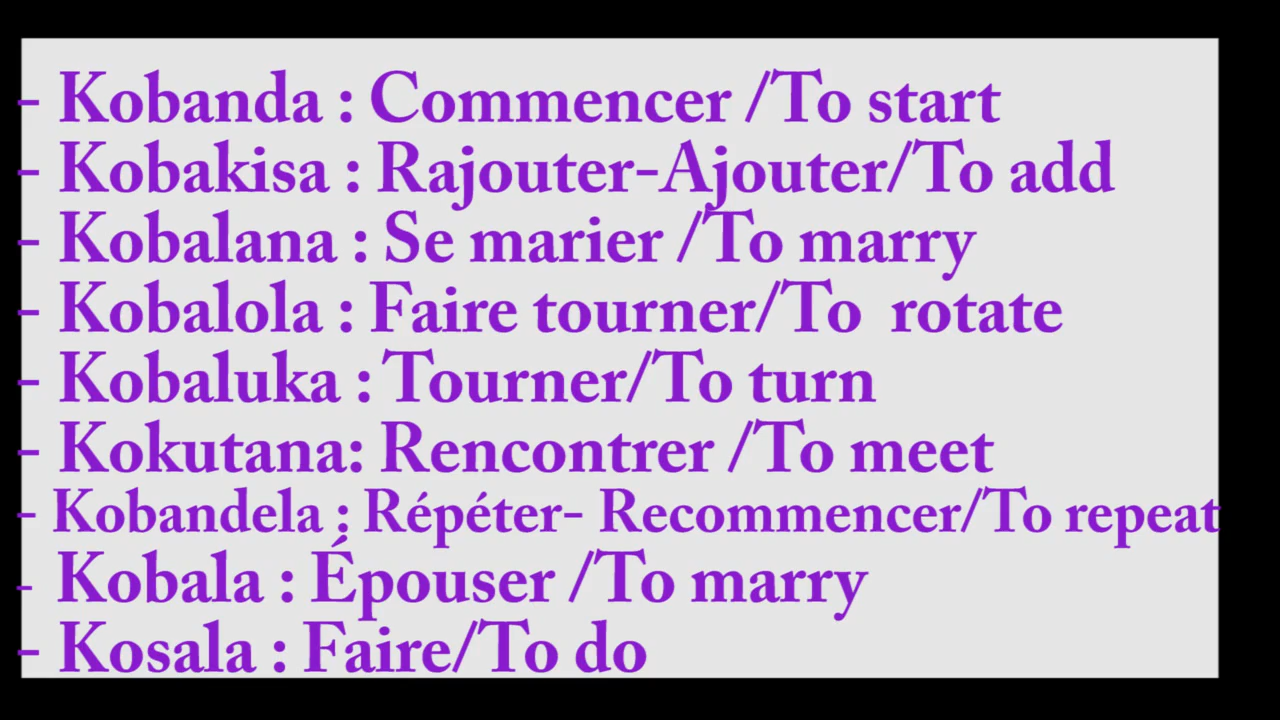 - Kobanda : Commencer /To start
- Kobakisa : Rajouter-Ajouter/To add
- Kobalana : Se marier /To marry
- Kobalola : Faire tourner/To  rotate
- Kobaluka : Tourner/To turn
- Kokutana: Rencontrer /To meet
- Kobandela : Répéter- Recommencer/To repeat
- Kobala : Épouser /To marry
- Kosala : Faire/To do